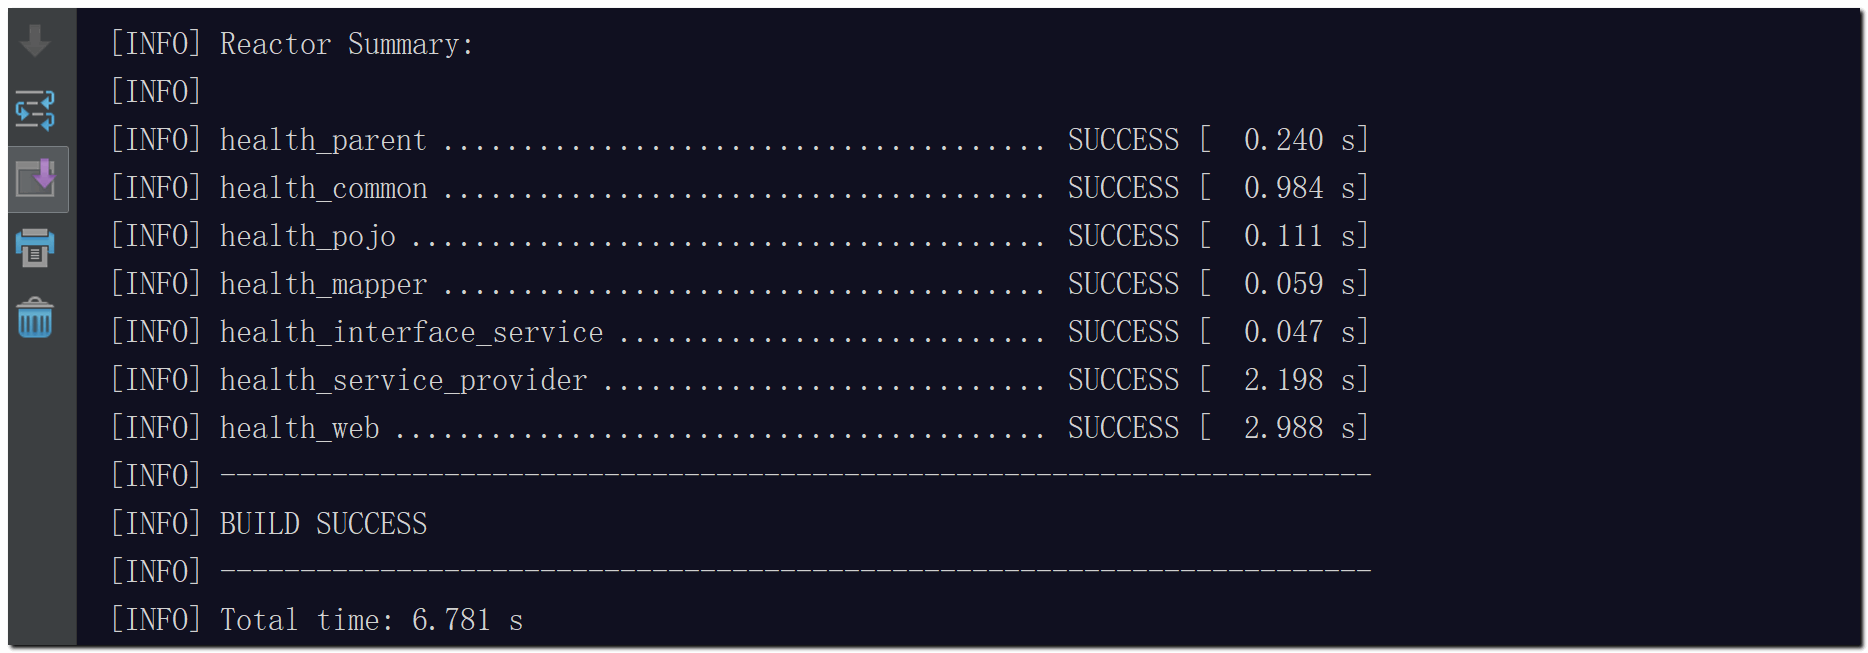 [INFO] Reactor Summary:
[INFO]
[INFO] health_parent ...................................... SUCCESS [  0.240 s]
[INFO] health_common ...................................... SUCCESS [  0.984 s]
[INFO] health_pojo ........................................ SUCCESS [  0.111 s]
[INFO] health_mapper ...................................... SUCCESS [  0.059 s]
[INFO] health_interface_service ........................... SUCCESS [  0.047 s]
[INFO] health_service_provider ............................ SUCCESS [  2.198 s]
[INFO] health_web ......................................... SUCCESS [  2.988 s]
[INFO] ------------------------------------------------------------------------
[INFO] BUILD SUCCESS
[INFO] ------------------------------------------------------------------------
[INFO] Total time: 6.781 s